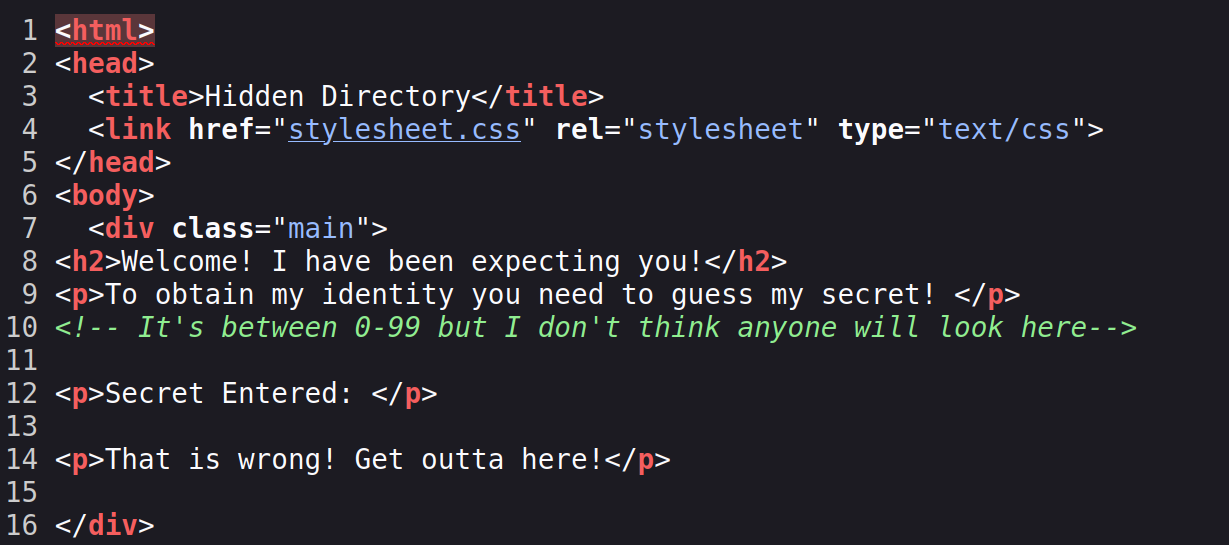 1 <html>
2 <head>
3   <title>Hidden Directory</title>
4   <link href="stylesheet.css" rel="stylesheet" type="text/css">
5 </head>
6 <body>
7   <div class="main">
8 <h2>Welcome! I have been expecting you!</h2>
9 <p>To obtain my identity you need to guess my secret! </p>
10 <!-- It's between 0-99 but I don't think anyone will look here-->
11
12 <p>Secret Entered: </p>
13
14 <p>That is wrong! Get outta here!</p>
15
16 </div>